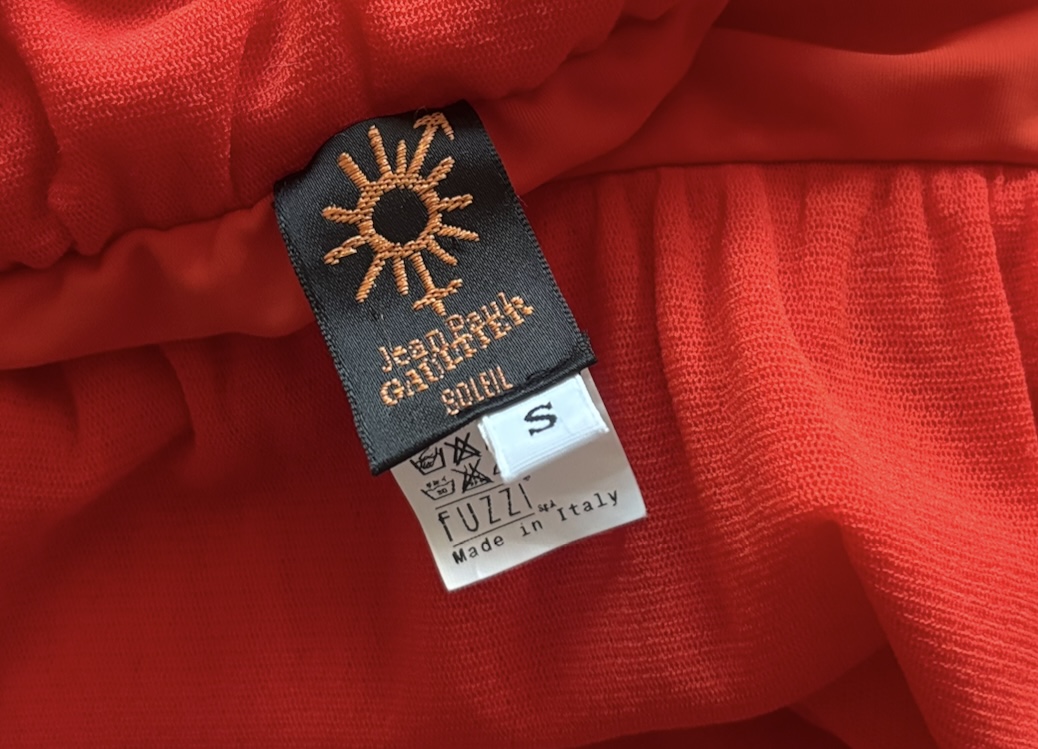 Jean Paul
GAULTIER
SOLEIL
S
FUZZI SpA
Made in Italy